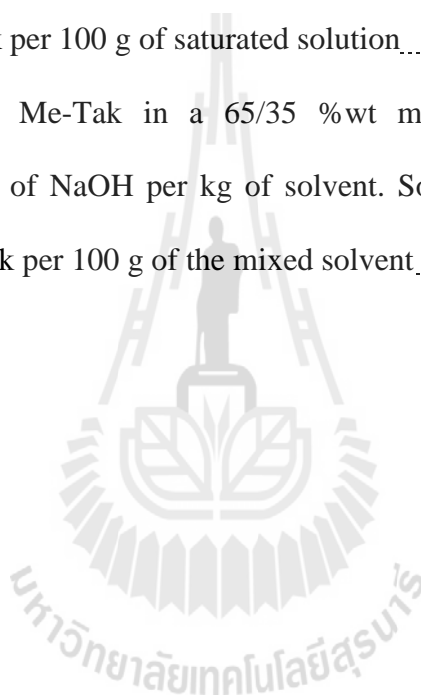 per 100 g of saturated solution
Me-Tak in a 65/35 %wt m
of NaOH per kg of solvent. So
k per 100 g of the mixed solvent
มหาวิทยาลัยเทคโนโลยีสุรนารี